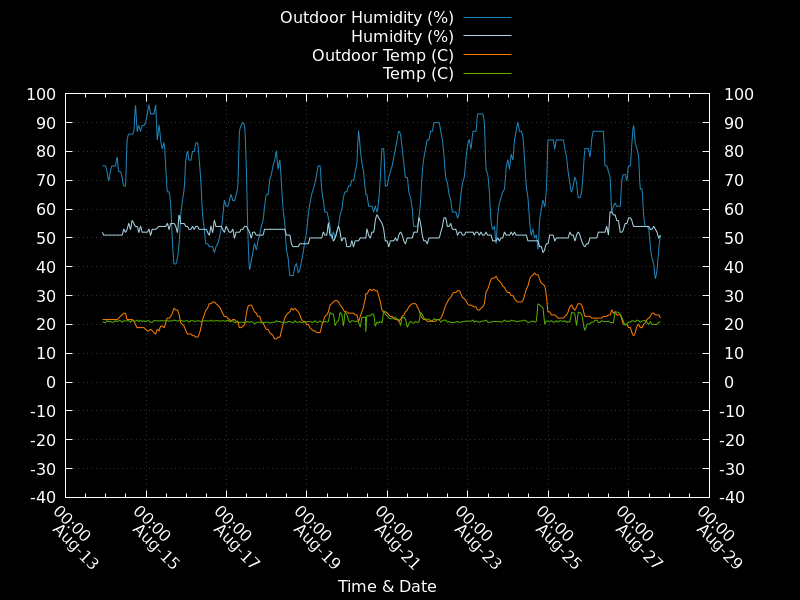 Outdoor Humidity (%)
Humidity (%)
Outdoor Temp (C)
Temp (C)
100 100
90 90
80 80
70 70
60 60
50 50
40 40
30 30
20 20
10 10
0 0
-10 -10
-20 -20
-30 -30
-40 -40
00:00 Aug-13
00:00 Aug-15
00:00 Aug-17
00:00 Aug-19
00:00 Aug-21
00:00 Aug-23
00:00 Aug-25
00:00 Aug-27
00:00 Aug-29
Time & Date